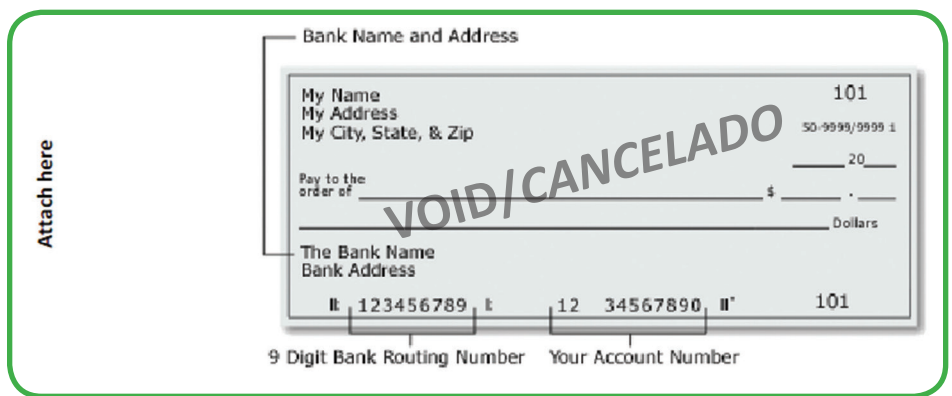 Bank Name and Address
My Name 101
My Address
My City, State, & Zip 50-9999/9999 1
20
Pay to the
order of $ .
Dollars
VOID/CANCELADO
The Bank Name
Bank Address
123456789 12 34567890 101
9 Digit Bank Routing Number Your Account Number
Attach here